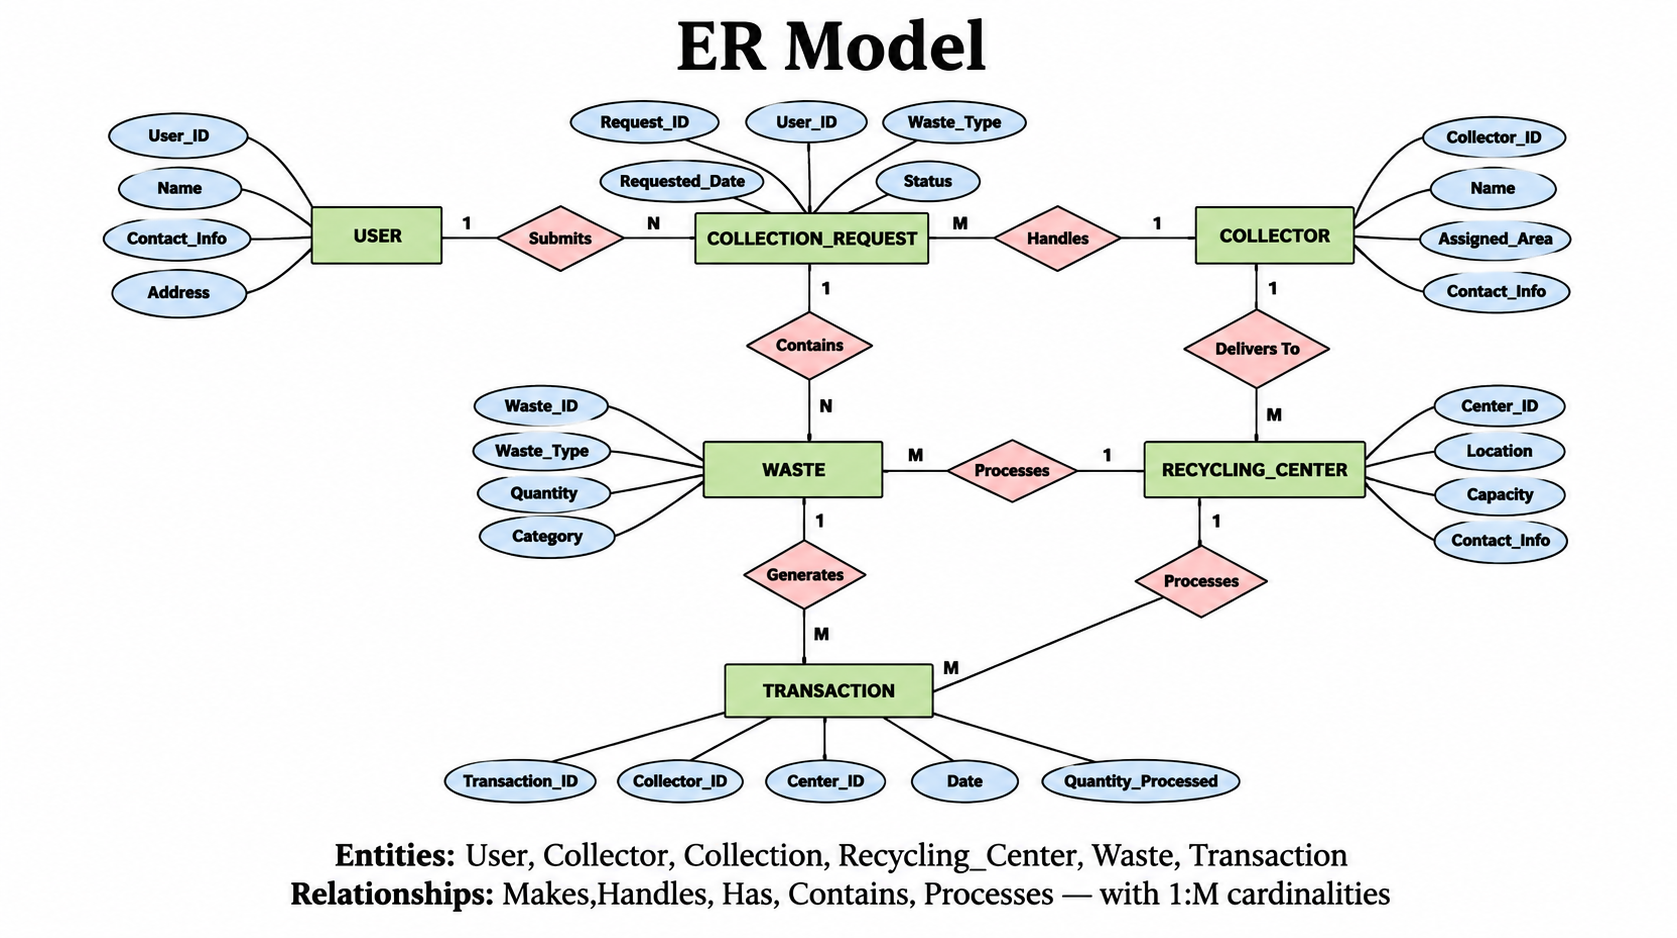 ER Model
Request_ID
User_ID
Waste_Type
User_ID
Collector_ID
Requested_Date
Status
Name
Name
1
N
M
1
USER
Submits
COLLECTION_REQUEST
Handles
COLLECTOR
Contact_Info
Assigned_Area
Address
Contact_Info
1
1
Contains
Delivers To
N
M
Waste_ID
Center_ID
Waste_Type
M
1
Location
WASTE
Processes
RECYCLING_CENTER
Quantity
Capacity
1
1
Category
Contact_Info
Generates
Processes
M
M
TRANSACTION
Transaction_ID
Collector_ID
Center_ID
Date
Quantity_Processed
Entities: User, Collector, Collection, Recycling_Center, Waste, Transaction
Relationships: Makes,Handles, Has, Contains, Processes — with 1:M cardinalities